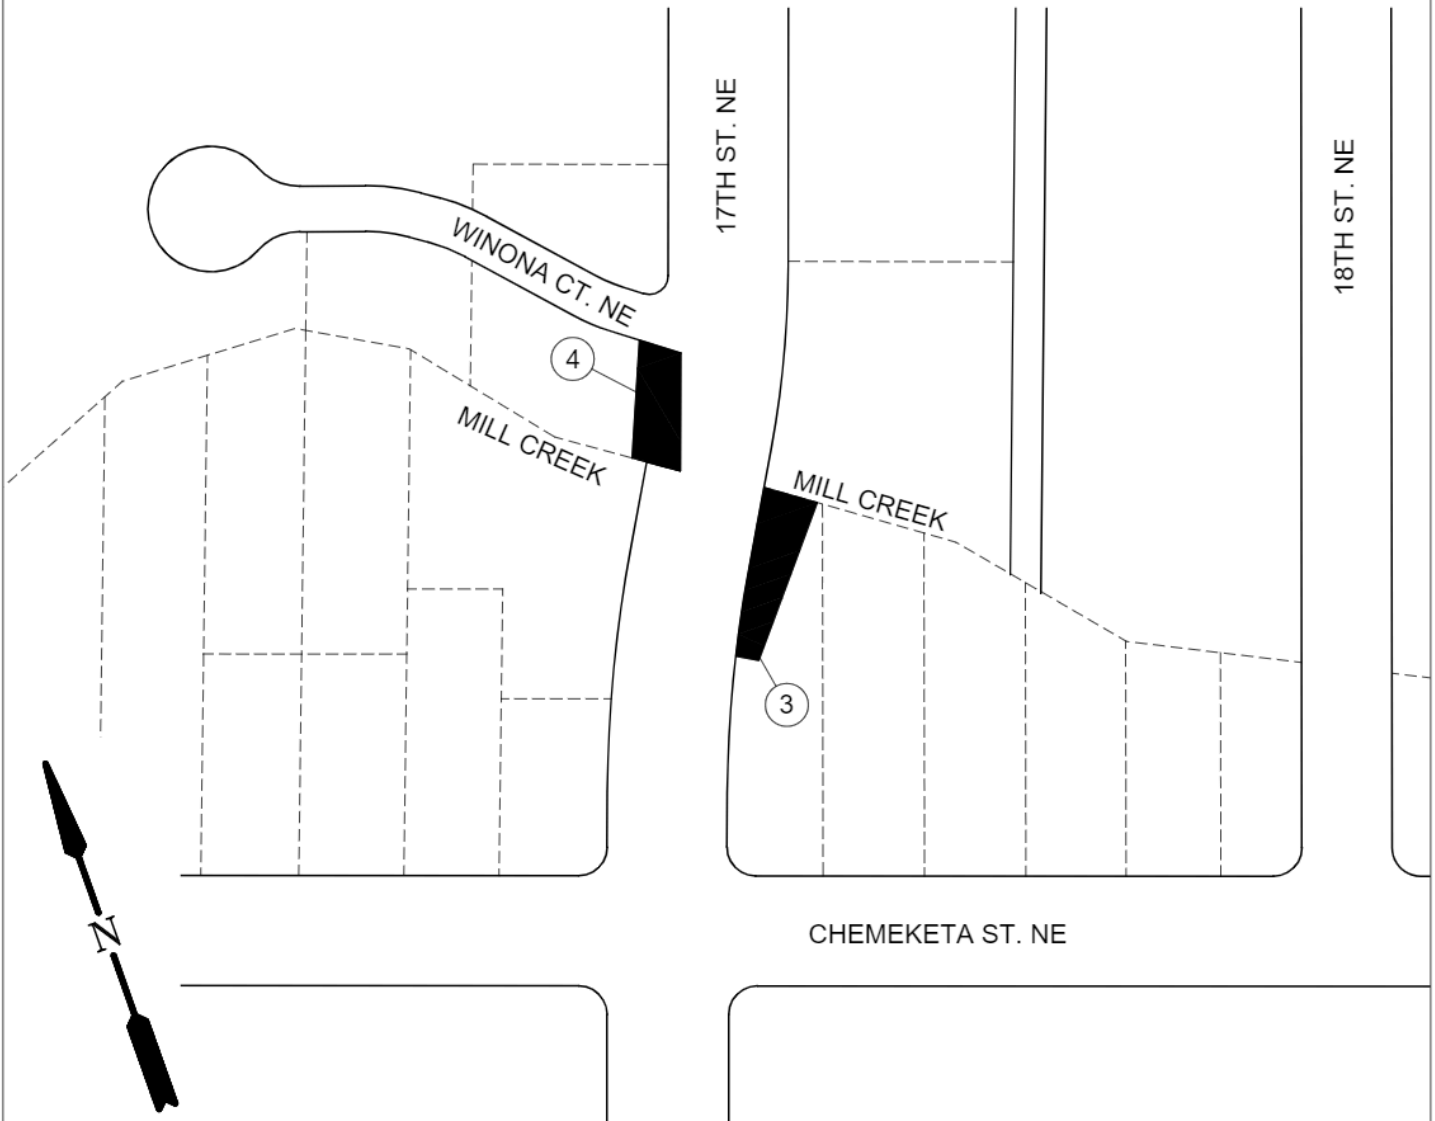 17TH ST. NE
18TH ST. NE
WINONA CT. NE
4
MILL CREEK
MILL CREEK
3
N
CHEMEKETA ST. NE